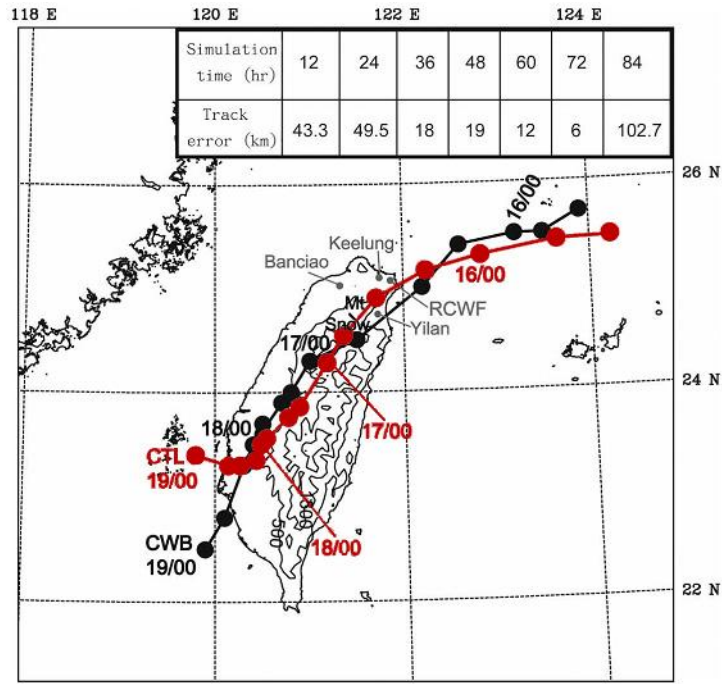 118 E 120 E 122 E 124 E
Simulation time (hr) 12 24 36 48 60 72 84
Track error (km) 43.3 49.5 18 19 12 6 102.7
26 N
16/00
Keelung
Banciao
16/00
RCWF
Mt
Snow
Yilan
17/00
24 N
18/00
17/00
CTL
19/00
500
18/00
CWB
19/00
22 N